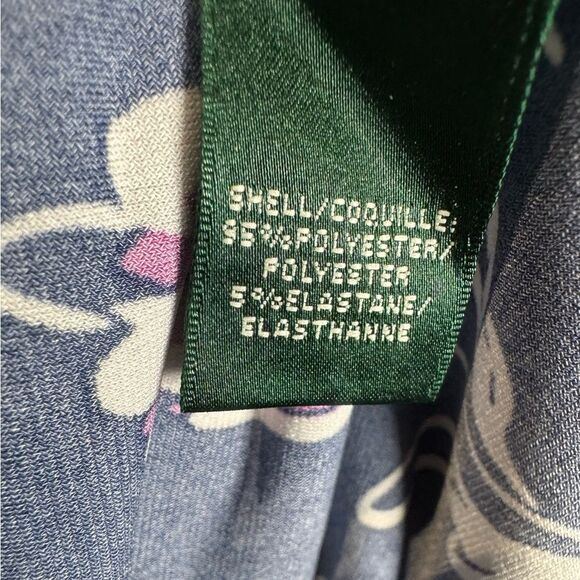 SHELL/COQUILLE:
95%POLYESTER/
POLYESTER
5%ELASTANE/
ELASTHANNE